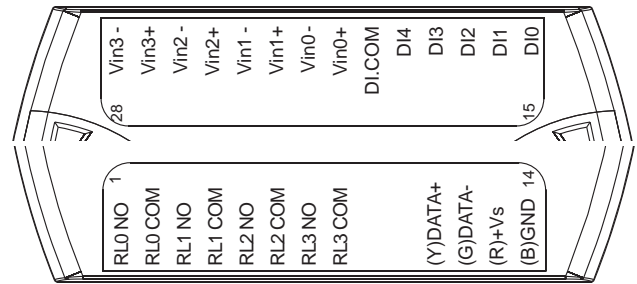 Vin3 -
Vin3+
Vin2 -
Vin2+
Vin1 -
Vin1+
Vin0 -
Vin0+
DI.COM
DI4
DI3
DI2
DI1
DI0
28
15
1
14
RL0 NO
RL0 COM
RL1 NO
RL1 COM
RL2 NO
RL2 COM
RL3 NO
RL3 COM
(Y)DATA+
(G)DATA-
(R)+Vs
(B)GND